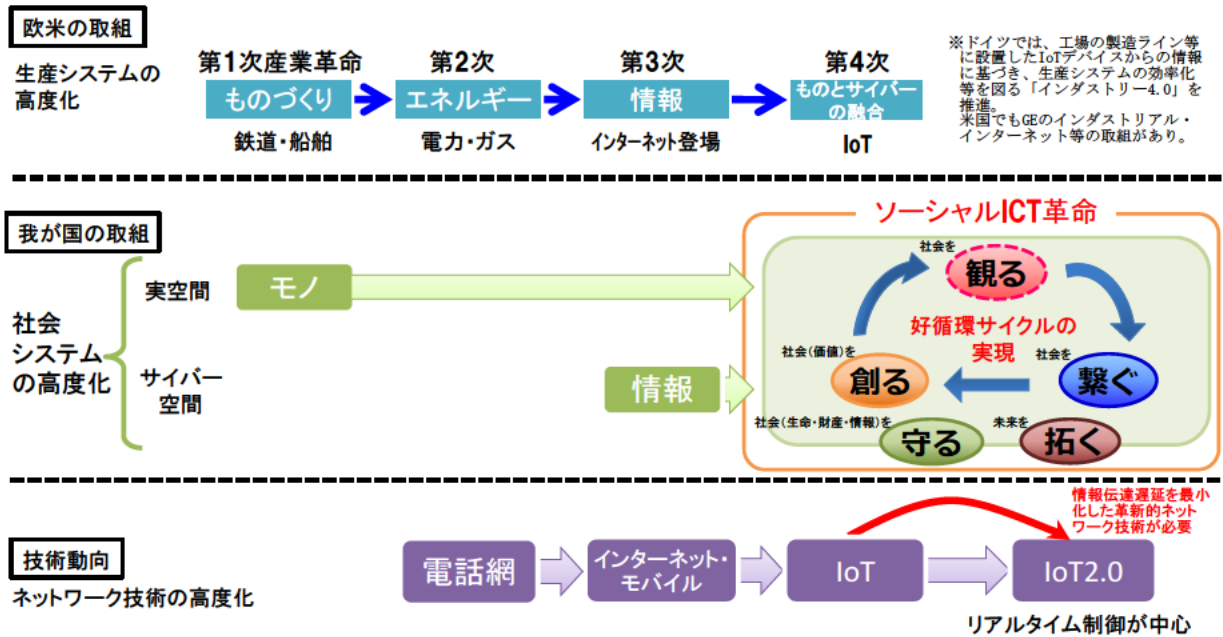 欧米の取組
生産システムの
高度化
第1次産業革命
ものづくり
鉄道・船舶
第2次
エネルギー
電力・ガス
第3次
情報
インターネット登場
第4次
ものとサイバー
の融合
IoT
※ドイツでは、工場の製造ライン等
に設置したIoTデバイスからの情報
に基づき、生産システムの効率化
等を図る「インダストリー4.0」を
推進。
米国でもGEのインダストリアル・
インターネット等の取組があり。
我が国の取組
社会
システム
の高度化
実空間
モノ
サイバー
空間
情報
ソーシャルICT革命
社会を
観る
好循環サイクルの
実現
社会(価値)を
創る
社会を
繋ぐ
社会(生命・財産・情報)を
守る
未来を
拓く
技術動向
ネットワーク技術の高度化
電話網
インターネット・
モバイル
IoT
IoT2.0
情報伝達遅延を最小
化した革新的ネット
ワーク技術が必要
リアルタイム制御が中心